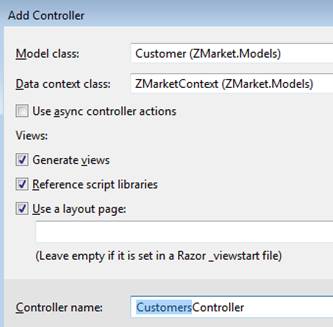 Add Controller
Model class: Customer (ZMarket.Models)
Data context class: ZMarketContext (ZMarket.Models)
Use async controller actions
Views:
Generate views
Reference script libraries
Use a layout page:
(Leave empty if it is set in a Razor _viewstart file)
Controller name: CustomersController